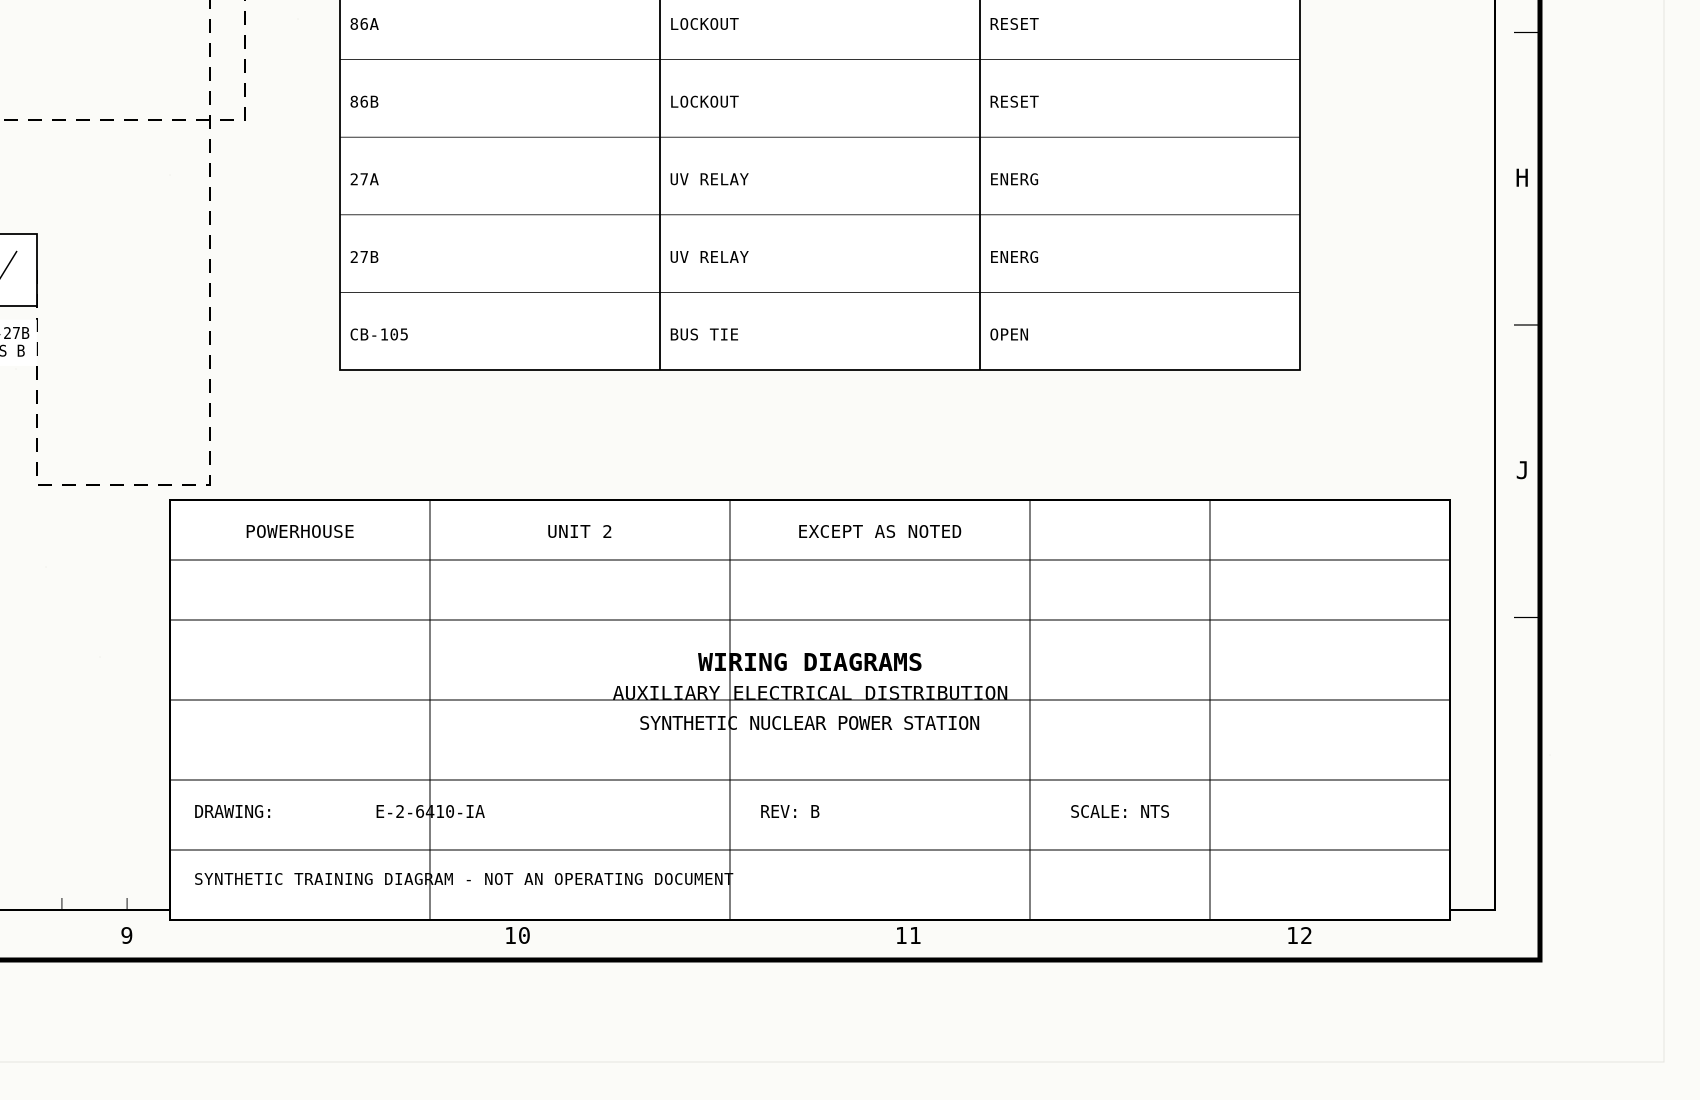 86A LOCKOUT RESET
86B LOCKOUT RESET
27A UV RELAY ENERG
27B UV RELAY ENERG
CB-105 BUS TIE OPEN
-27B
S B
H
J
POWERHOUSE UNIT 2 EXCEPT AS NOTED
WIRING DIAGRAMS
AUXILIARY ELECTRICAL DISTRIBUTION
SYNTHETIC NUCLEAR POWER STATION
DRAWING: E-2-6410-IA REV: B SCALE: NTS
SYNTHETIC TRAINING DIAGRAM - NOT AN OPERATING DOCUMENT
9 10 11 12